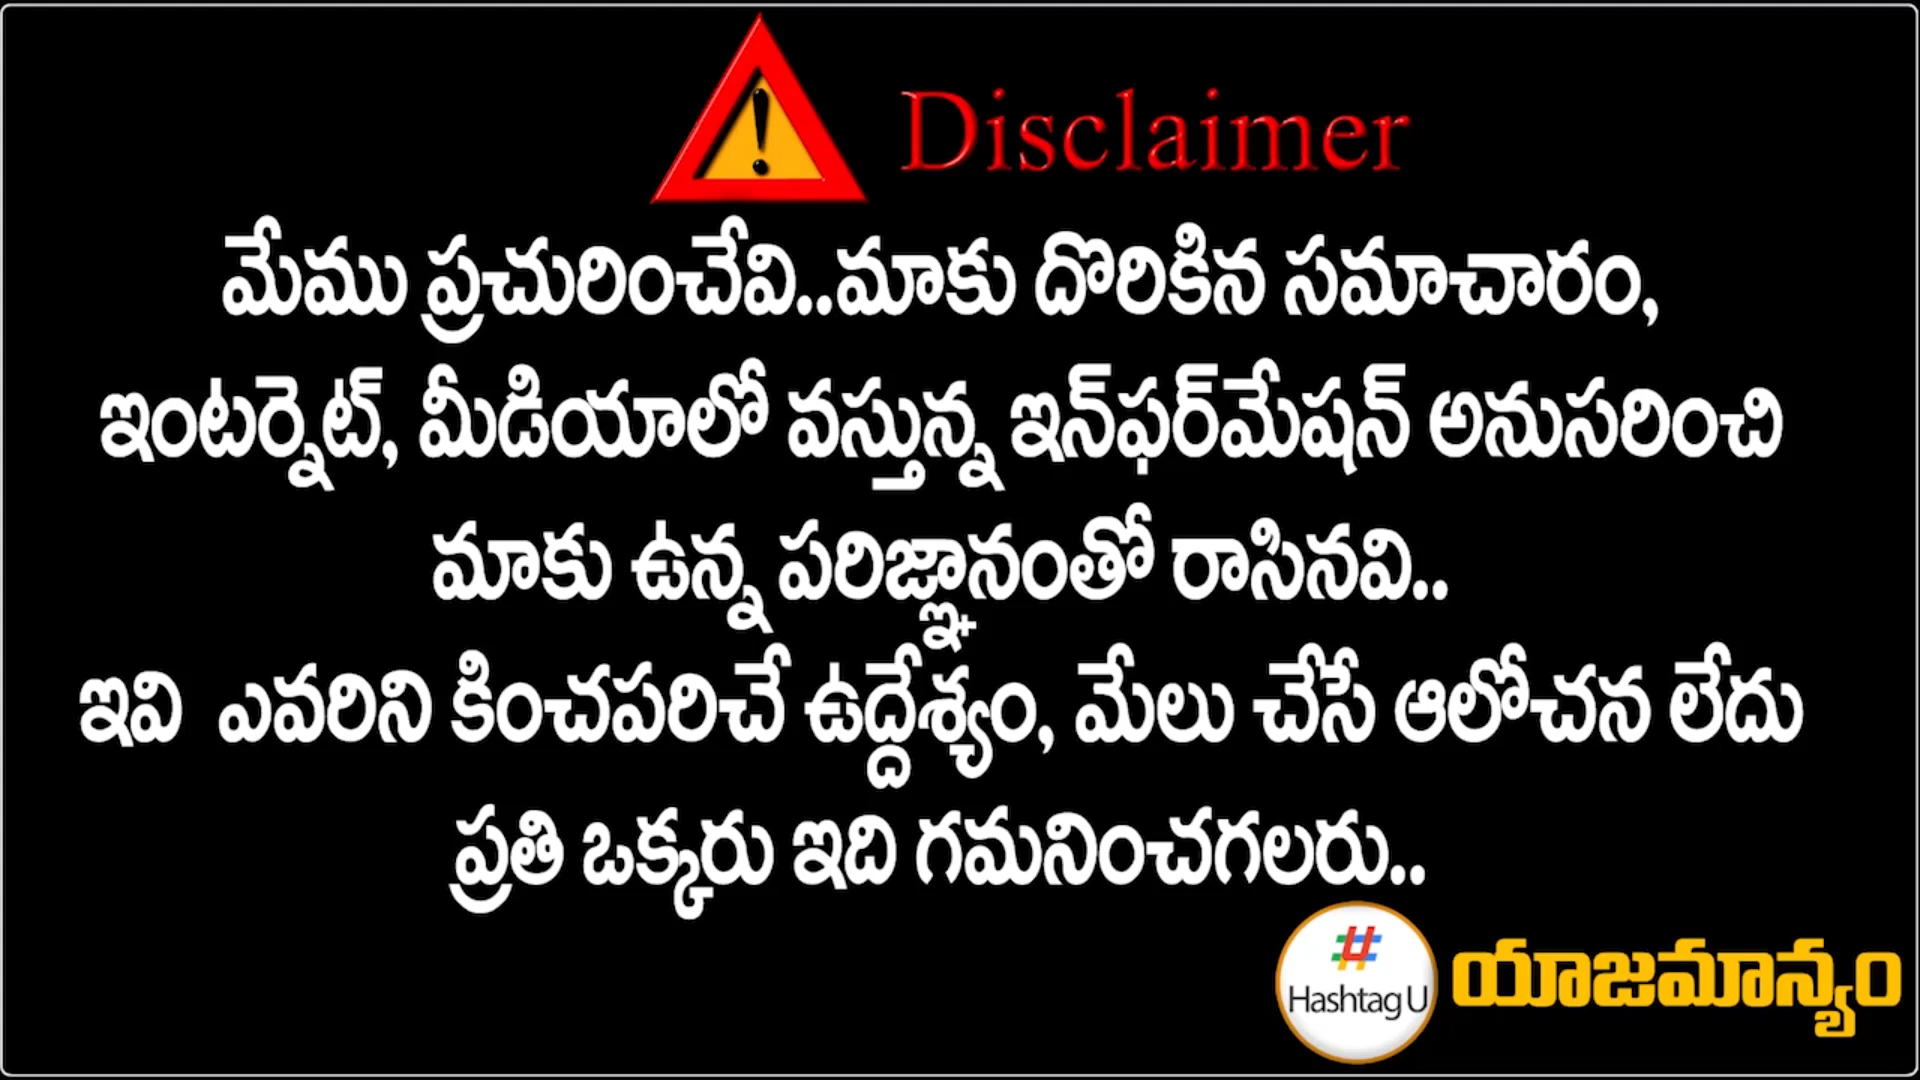 Disclaimer
మేము ప్రచురించేవి..మాకు దొరికిన సమాచారం,
ఇంటర్నెట్, మీడియాలో వస్తున్న ఇన్‌ఫర్‌మేషన్ అనుసరించి
మాకు ఉన్న పరిజ్ఞానంతో రాసినవి..
ఇవి ఎవరిని కించపరిచే ఉద్దేశ్యం, మేలు చేసే ఆలోచన లేదు
ప్రతి ఒక్కరు ఇది గమనించగలరు..
# Hashtag U యాజమాన్యం